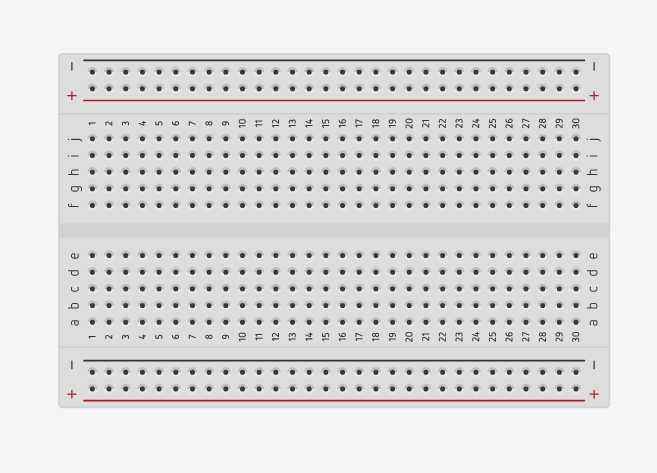 − −
+ +
1 2 3 4 5 6 7 8 9 10 11 12 13 14 15 16 17 18 19 20 21 22 23 24 25 26 27 28 29 30
j j
i i
h h
g g
f f
e e
d d
c c
b b
a a
1 2 3 4 5 6 7 8 9 10 11 12 13 14 15 16 17 18 19 20 21 22 23 24 25 26 27 28 29 30
− −
+ +